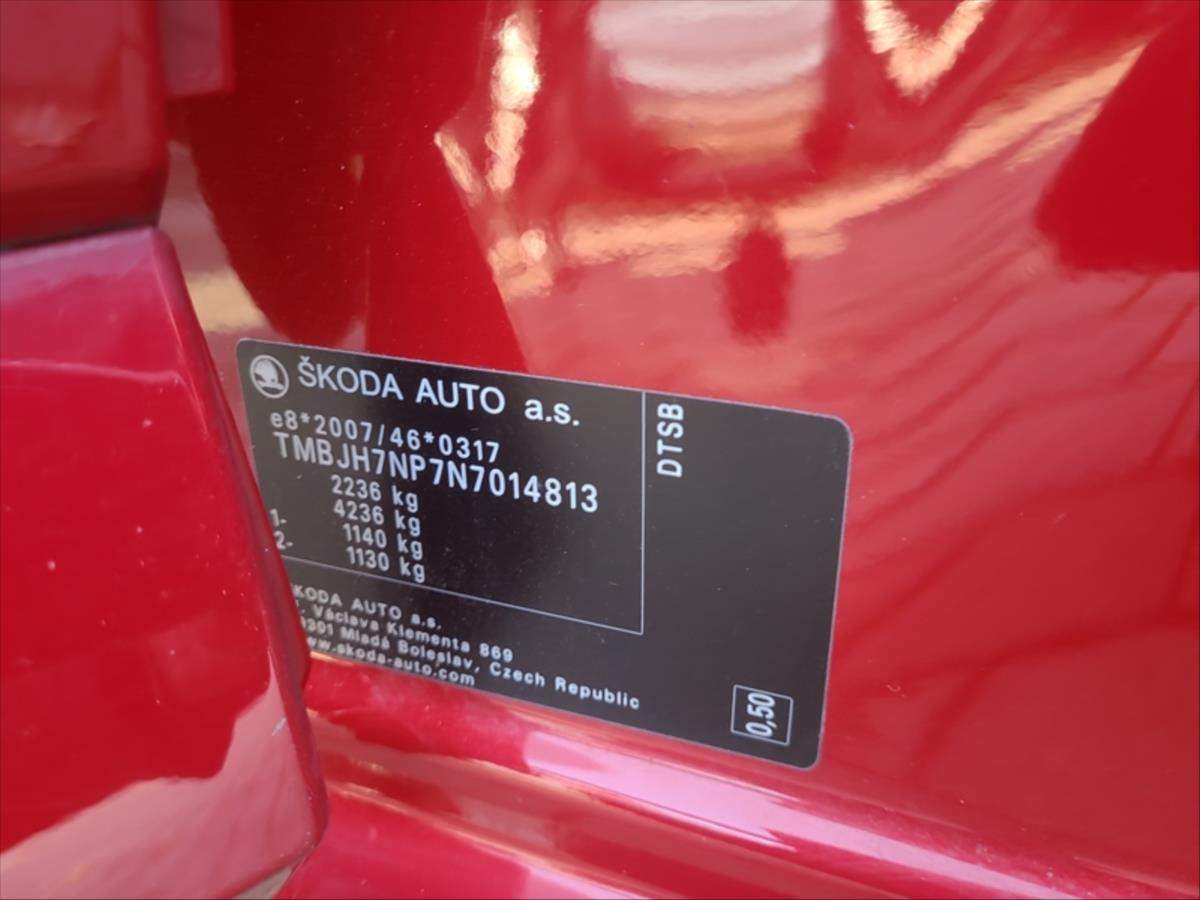 ŠKODA AUTO a.s.
e8*2007/46*0317
TMBJH7NP7N7014813
2236 kg
4236 kg
1- 1140 kg
2- 1130 kg
DTSB
ŠKODA AUTO a.s.
Václava Klementa 869
Mladá Boleslav, Czech Republic
www.skoda-auto.com
0,50